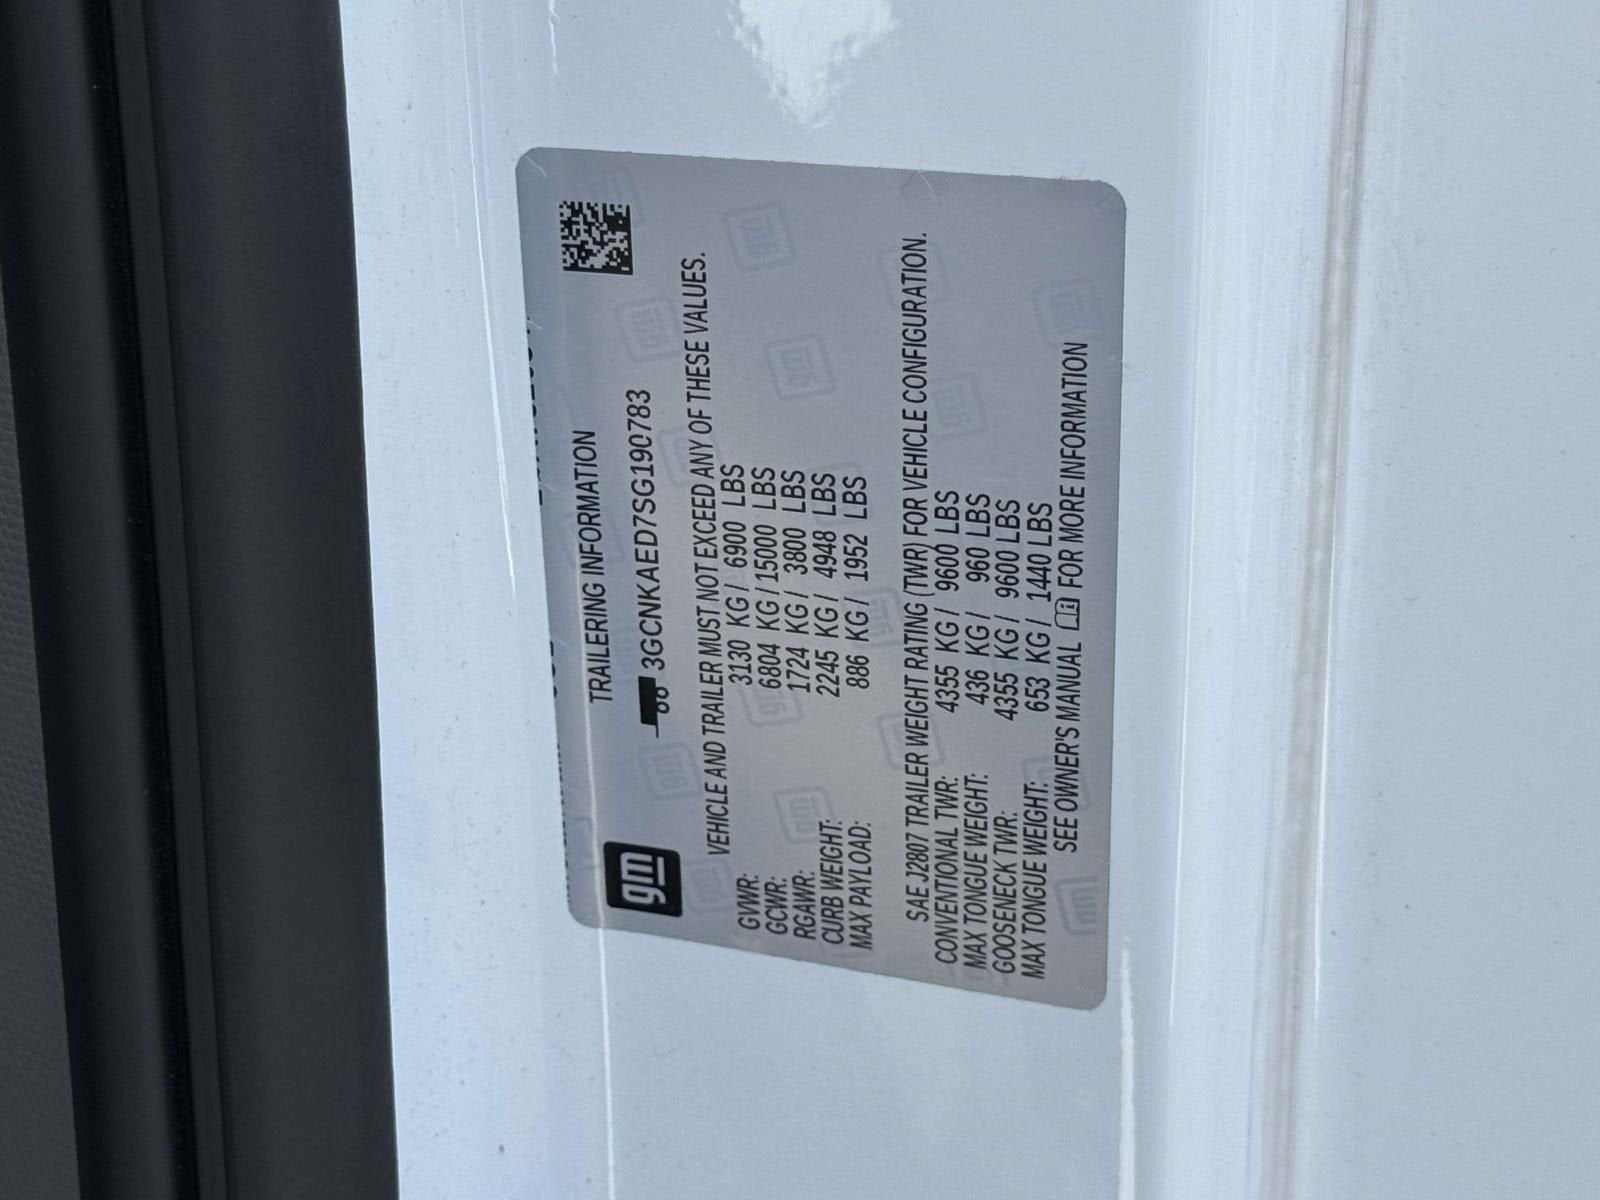 TRAILERING INFORMATION
gm
3GCNKAED7SG190783
VEHICLE AND TRAILER MUST NOT EXCEED ANY OF THESE VALUES.
GVWR: 3130 KG / 6900 LBS
GCWR: 6804 KG / 15000 LBS
RGAWR: 1724 KG / 3800 LBS
CURB WEIGHT: 2245 KG / 4948 LBS
MAX PAYLOAD: 886 KG / 1952 LBS
SAE J2807 TRAILER WEIGHT RATING (TWR) FOR VEHICLE CONFIGURATION.
CONVENTIONAL TWR: 4355 KG / 9600 LBS
MAX TONGUE WEIGHT: 436 KG / 960 LBS
GOOSENECK TWR: 4355 KG / 9600 LBS
MAX TONGUE WEIGHT: 653 KG / 1440 LBS
SEE OWNER'S MANUAL FOR MORE INFORMATION